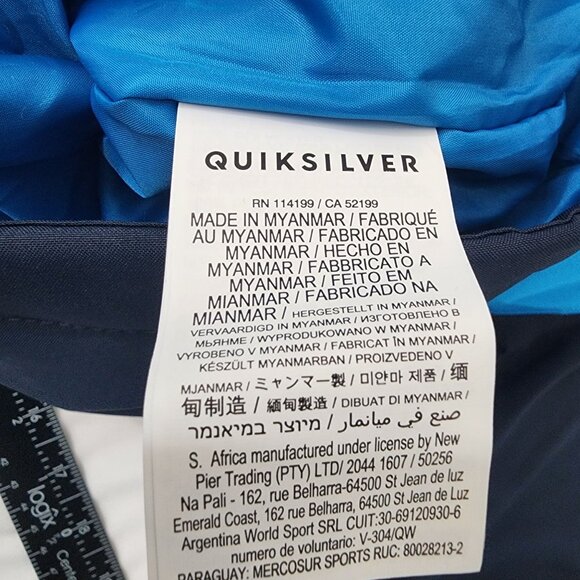 QUIKSILVER
RN 114199 / CA 52199
MADE IN MYANMAR / FABRIQUÉ
AU MYANMAR / FABRICADO EN
MYANMAR / HECHO EN
MYANMAR / FABBRICATO A
MYANMAR / FEITO EM
MIANMAR / FABRICADO NA
MIANMAR / HERGESTELLT IN MYANMAR /
VERVAARDIGD IN MYANMAR / ИЗГОТОВЛЕНО В
МЬЯНМЕ / WYPRODUKOWANO W MYANMAR /
VYROBENO V MYANMAR / FABRICAT ÎN MYANMAR /
KÉSZÜLT MYANMARBAN / PROIZVEDENO V
MJANMAR / ミャンマー製 / 미얀마 제품 / 缅
甸制造 / 緬甸製造 / DIBUAT DI MYANMAR /
صنع في ميانمار / מיוצר במיאנמר
S. Africa manufactured under license by New
Pier Trading (PTY) LTD/ 2044 1607 / 50256
Na Pali - 162, rue Belharra-64500 St Jean de luz
Emerald Coast, 162 rue Belharra, 64500 St Jean de Luz
Argentina World Sport SRL CUIT:30-69120930-6
numero de voluntario: V-304/QW
PARAGUAY: MERCOSUR SPORTS RUC: 80028213-2
16
17
18
logix